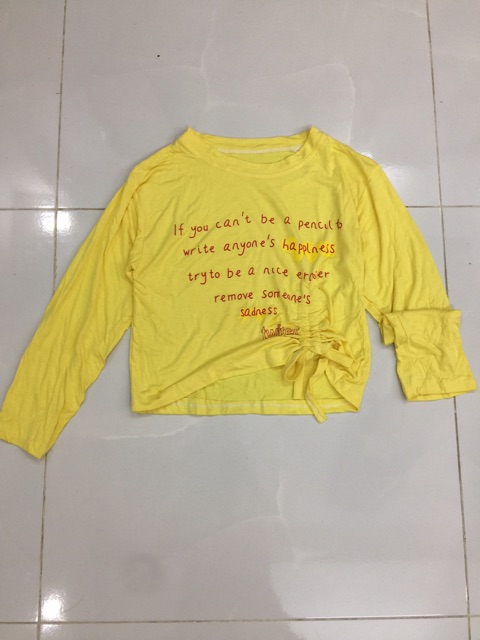 If you can't be a pencil to
write anyone's happiness
try to be a nice eraser
remove someone's
sadness